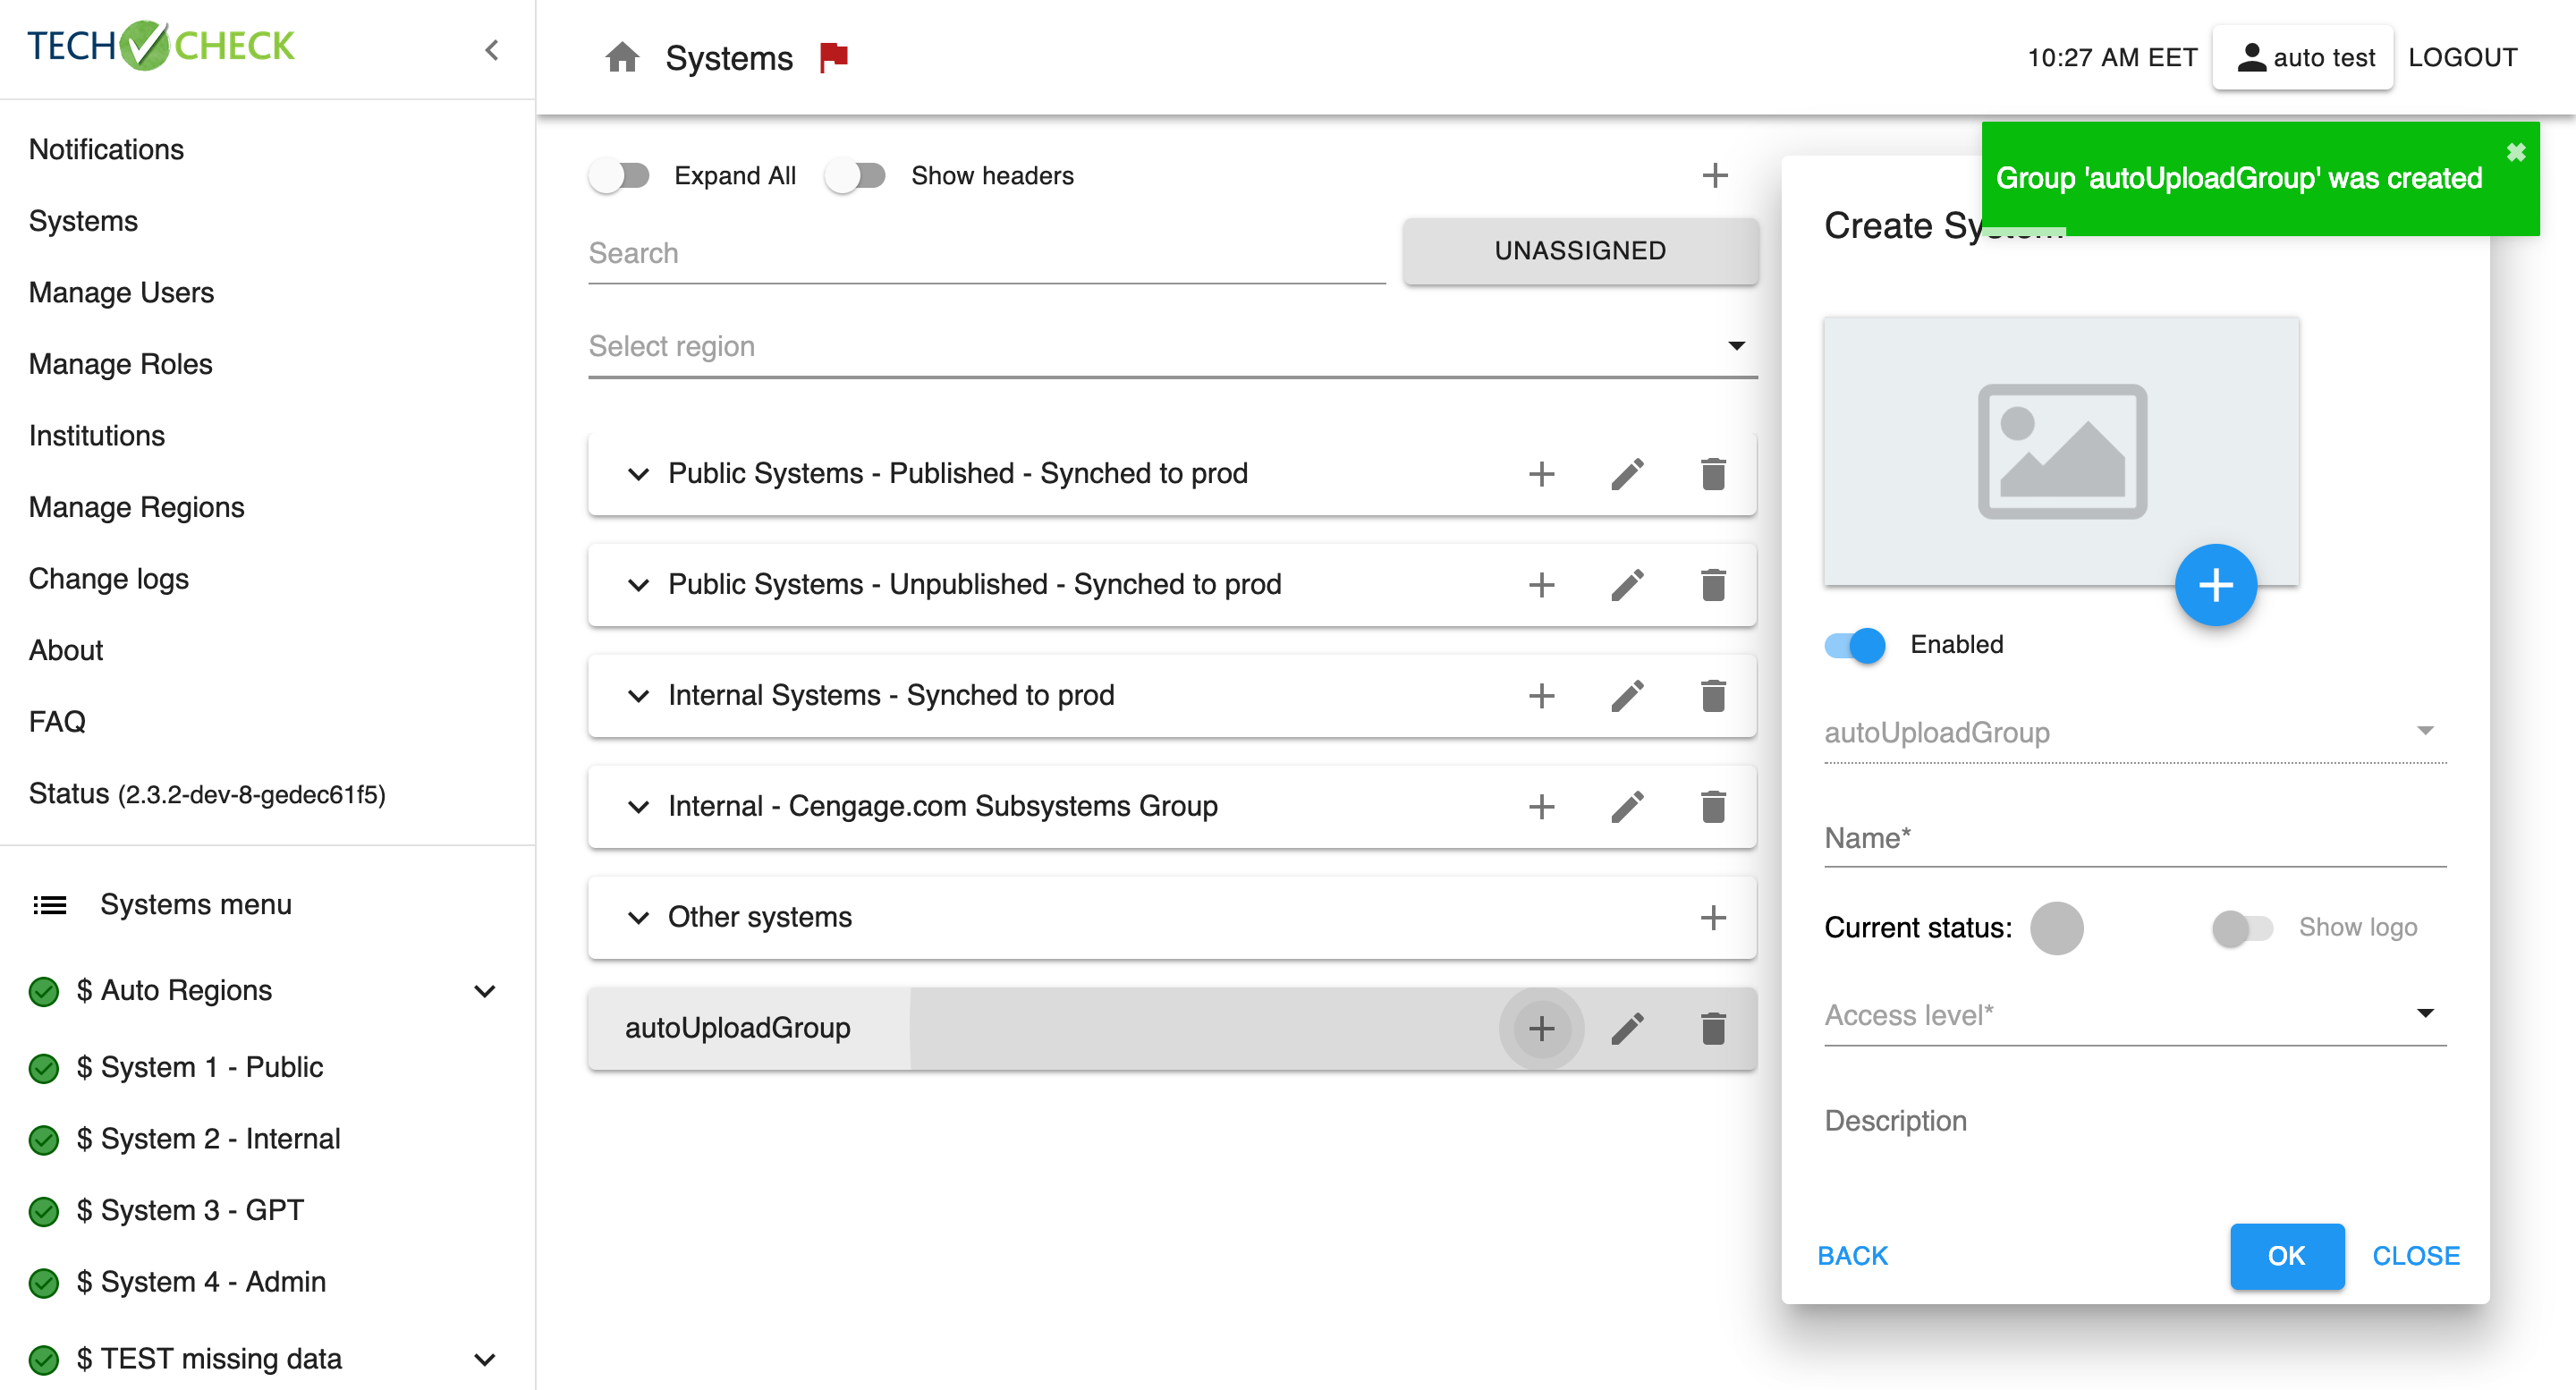 TECH CHECK
Notifications
Systems
Manage Users
Manage Roles
Institutions
Manage Regions
Change logs
About
FAQ
Status (2.3.2-dev-8-gedec61f5)
Systems menu
$ Auto Regions
$ System 1 - Public
$ System 2 - Internal
$ System 3 - GPT
$ System 4 - Admin
$ TEST missing data
Systems
10:27 AM EET
auto test
LOGOUT
Expand All
Show headers
Search
UNASSIGNED
Select region
Public Systems - Published - Synched to prod
Public Systems - Unpublished - Synched to prod
Internal Systems - Synched to prod
Internal - Cengage.com Subsystems Group
Other systems
autoUploadGroup
Group 'autoUploadGroup' was created
Create System
Enabled
autoUploadGroup
Name*
Current status:
Show logo
Access level*
Description
BACK
OK
CLOSE